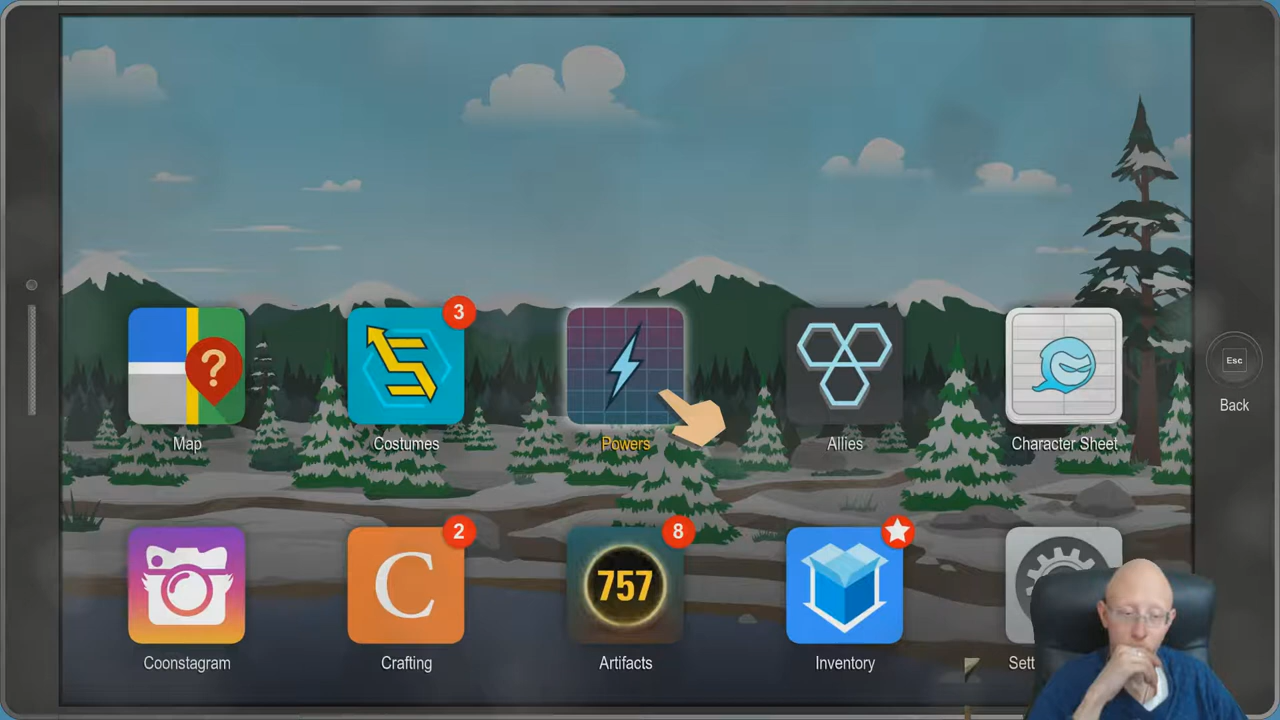 3
?
Map
Costumes
Powers
Allies
Character Sheet
Esc
Back
2
8
C
757
Coonstagram
Crafting
Artifacts
Inventory
Sett